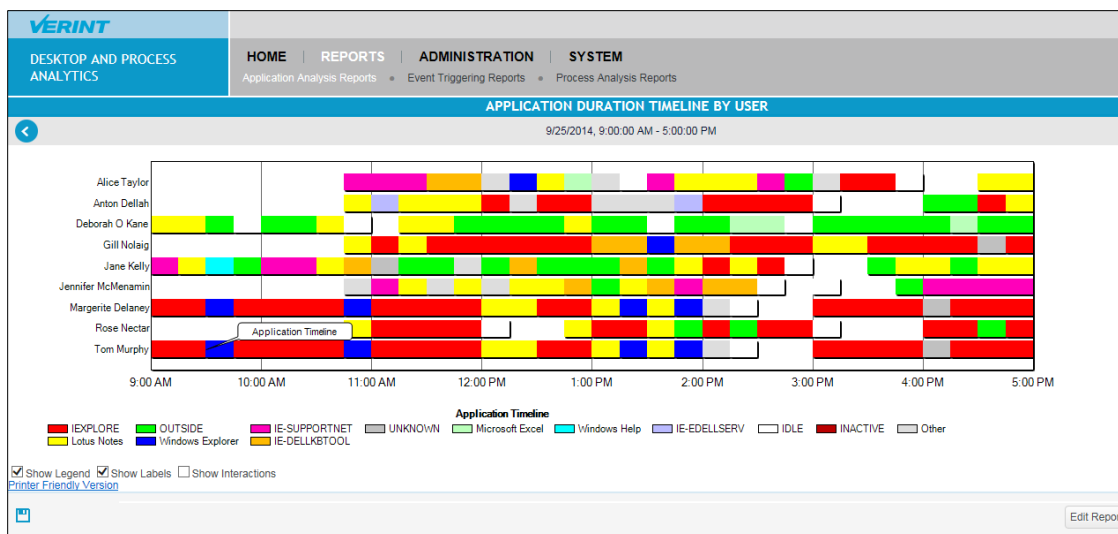 VERINT
DESKTOP AND PROCESS
ANALYTICS
HOME | REPORTS | ADMINISTRATION | SYSTEM
Application Analysis Reports • Event Triggering Reports • Process Analysis Reports
APPLICATION DURATION TIMELINE BY USER
9/25/2014, 9:00:00 AM - 5:00:00 PM
Alice Taylor
Anton Dellah
Deborah O Kane
Gill Nolaig
Jane Kelly
Jennifer McMenamin
Margerite Delaney
Rose Nectar
Application Timeline
Tom Murphy
9:00 AM 10:00 AM 11:00 AM 12:00 PM 1:00 PM 2:00 PM 3:00 PM 4:00 PM 5:00 PM
Application Timeline
IEXPLORE OUTSIDE IE-SUPPORTNET UNKNOWN Microsoft Excel Windows Help IE-EDELLSERV IDLE INACTIVE Other
Lotus Notes Windows Explorer IE-DELLKBTOOL
Show Legend Show Labels Show Interactions
Printer Friendly Version
Edit Repor